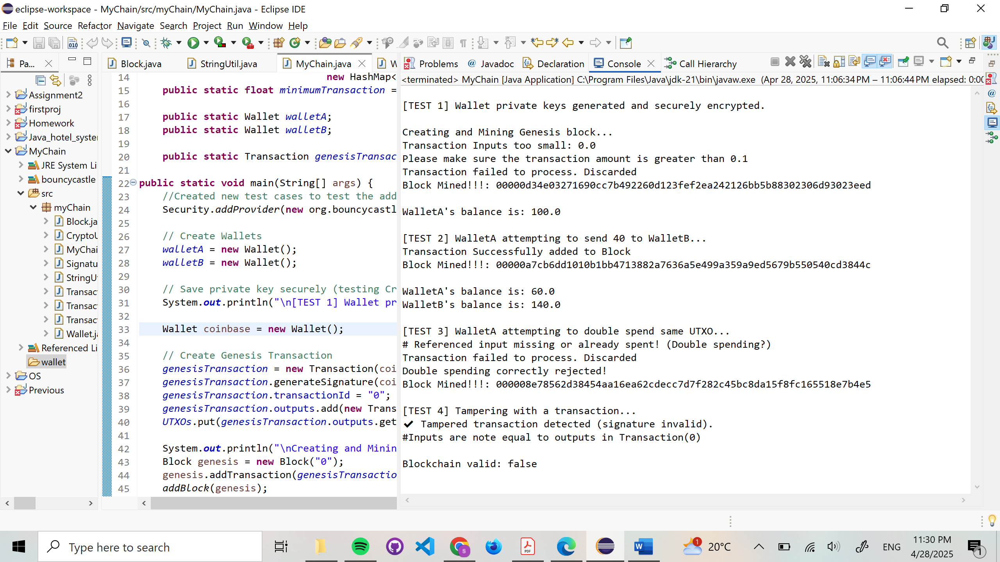 eclipse-workspace - MyChain/src/myChain/MyChain.java - Eclipse IDE
File Edit Source Refactor Navigate Search Project Run Window Help
Pa...
Assignment2
firstproj
Homework
Java_hotel_syste
MyChain
JRE System Li
bouncycastle
src
myChain
Block.ja
CryptoU
MyChai
Signatu
StringU
Transac
Transac
Transac
Wallet.ja
Referenced Li
wallet
OS
Previous
Block.java StringUtil.java MyChain.java W
14 new HashMap<
15 public static float minimumTransaction =
16
17 public static Wallet walletA;
18 public static Wallet walletB;
19
20 public static Transaction genesisTransac
21
22 public static void main(String[] args) {
23 //Created new test cases to test the add
24 Security.addProvider(new org.bouncycastl
25
26 // Create Wallets
27 walletA = new Wallet();
28 walletB = new Wallet();
29
30 // Save private key securely (testing Cr
31 System.out.println("\n[TEST 1] Wallet pr
32
33 Wallet coinbase = new Wallet();
34
35 // Create Genesis Transaction
36 genesisTransaction = new Transaction(coi
37 genesisTransaction.generateSignature(coi
38 genesisTransaction.transactionId = "0";
39 genesisTransaction.outputs.add(new Trans
40 UTXOs.put(genesisTransaction.outputs.get
41
42 System.out.println("\nCreating and Minin
43 Block genesis = new Block("0");
44 genesis.addTransaction(genesisTransactio
45 addBlock(genesis);
Problems Javadoc Declaration Console Call Hierarchy
<terminated> MyChain [Java Application] C:\Program Files\Java\jdk-21\bin\javaw.exe (Apr 28, 2025, 11:06:34 PM – 11:06:44 PM elapsed: 0:00
[TEST 1] Wallet private keys generated and securely encrypted.
Creating and Mining Genesis block...
Transaction Inputs too small: 0.0
Please make sure the transaction amount is greater than 0.1
Transaction failed to process. Discarded
Block Mined!!!: 00000d34e03271690cc7b492260d123fef2ea242126bb5b88302306d93023eed
WalletA's balance is: 100.0
[TEST 2] WalletA attempting to send 40 to WalletB...
Transaction Successfully added to Block
Block Mined!!!: 00000a7cb6dd1010b1bb4713882a7636a5e499a359a9ed5679b550540cd3844c
WalletA's balance is: 60.0
WalletB's balance is: 140.0
[TEST 3] WalletA attempting to double spend same UTXO...
# Referenced input missing or already spent! (Double spending?)
Transaction failed to process. Discarded
Double spending correctly rejected!
Block Mined!!!: 000008e78562d38454aa16ea62cdecc7d7f282c45bc8da15f8fc165518e7b4e5
[TEST 4] Tampering with a transaction...
✔ Tampered transaction detected (signature invalid).
#Inputs are note equal to outputs in Transaction(0)
Blockchain valid: false
Type here to search
1
20°C
ENG
11:30 PM
4/28/2025
1